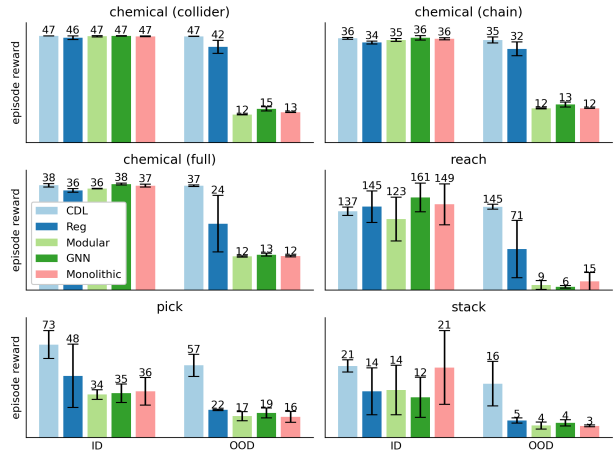 chemical (collider)
47 46 47 47 47 47 42 12 15 13
episode reward
chemical (chain)
36 34 35 36 36 35 32 12 13 12
chemical (full)
38 36 36 38 37 37 24 12 13 12
episode reward
CDL
Reg
Modular
GNN
Monolithic
reach
137 145 123 161 149 145 71 9 6 15
pick
73 48 34 35 36 57 22 17 19 16
episode reward
ID OOD
stack
21 14 14 12 21 16 5 4 4 3
ID OOD